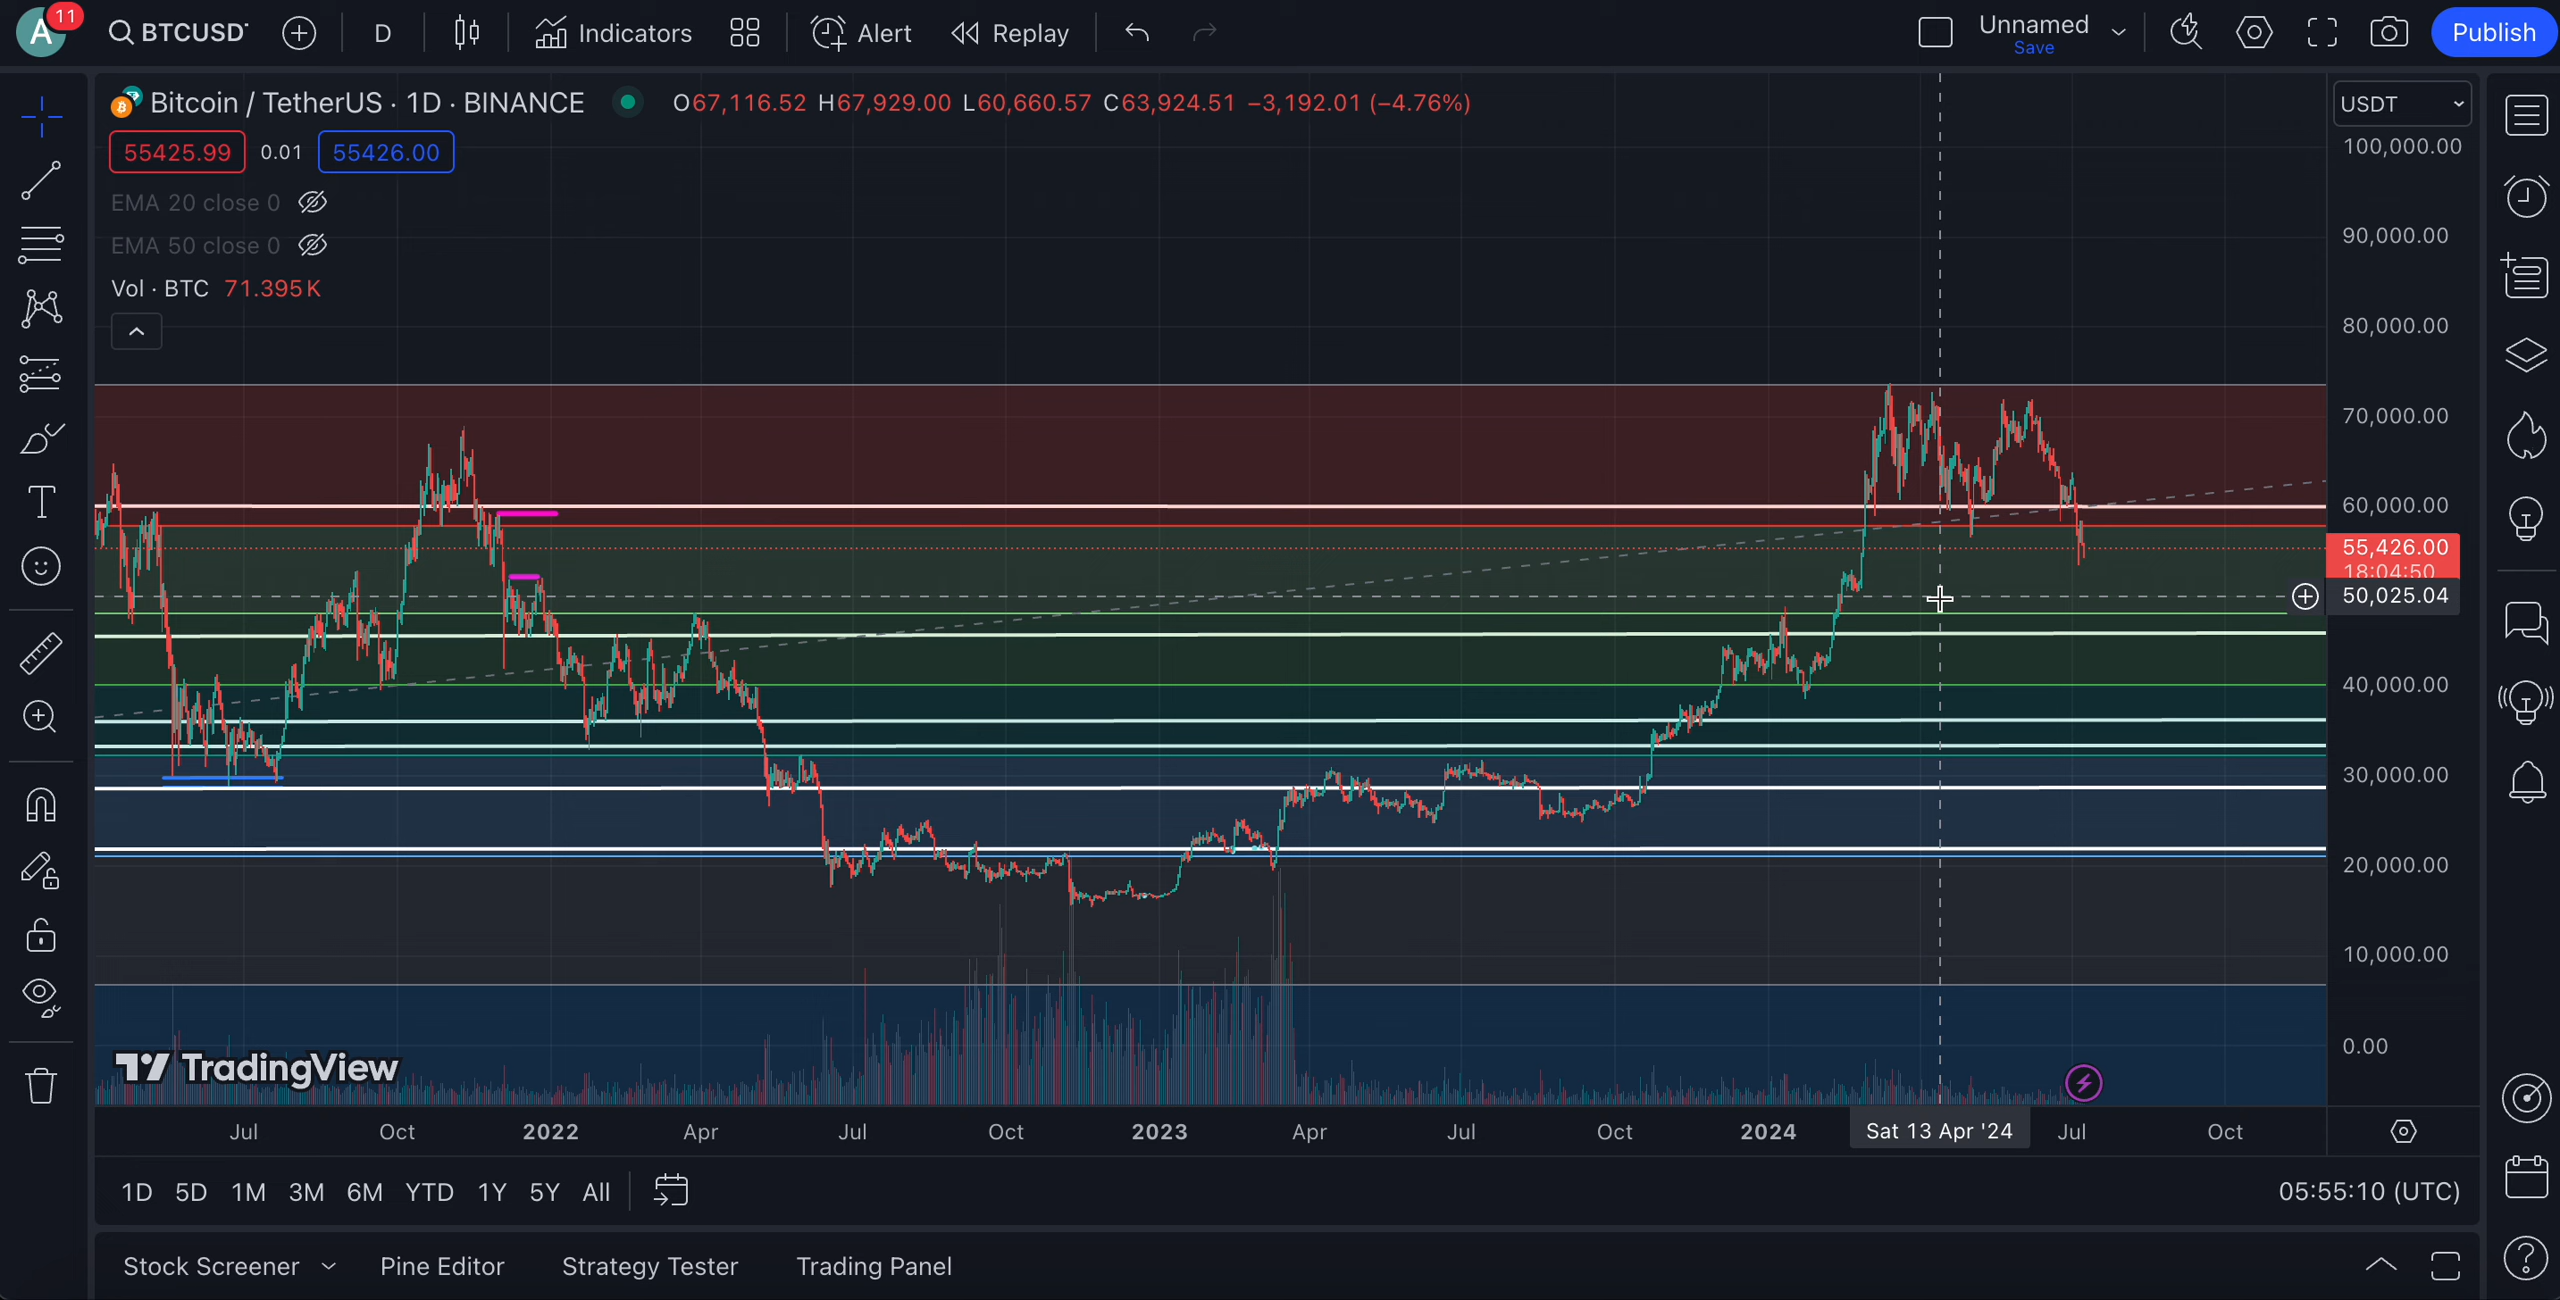 A 11 BTCUSD D Indicators Alert Replay Unnamed Publish
Save
Bitcoin / TetherUS · 1D · BINANCE O67,116.52 H67,929.00 L60,660.57 C63,924.51 −3,192.01 (−4.76%) USDT
55425.99 0.01 55426.00
EMA 20 close 0
EMA 50 close 0
Vol · BTC 71.395K
100,000.00
90,000.00
80,000.00
70,000.00
60,000.00
55,426.00
18:04:50
50,025.04
40,000.00
30,000.00
20,000.00
10,000.00
0.00
TradingView
Jul Oct 2022 Apr Jul Oct 2023 Apr Jul Oct 2024 Sat 13 Apr '24 Jul Oct
1D 5D 1M 3M 6M YTD 1Y 5Y All 05:55:10 (UTC)
Stock Screener Pine Editor Strategy Tester Trading Panel